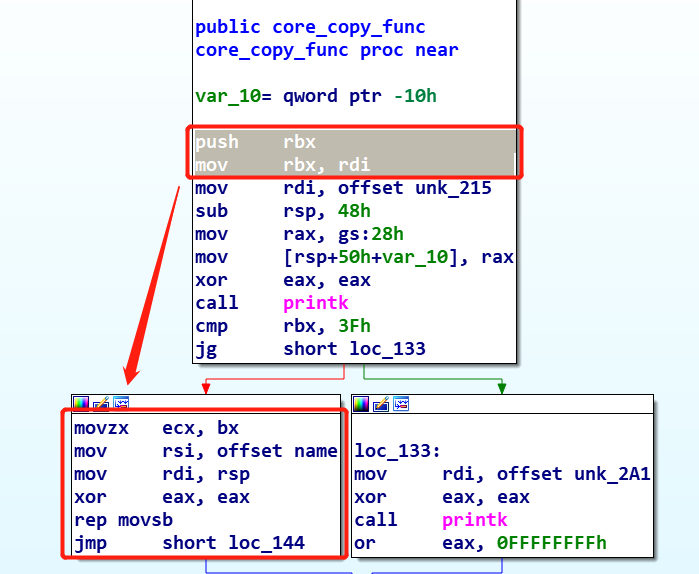 public core_copy_func
core_copy_func proc near
var_10= qword ptr -10h
push rbx
mov rbx, rdi
mov rdi, offset unk_215
sub rsp, 48h
mov rax, gs:28h
mov [rsp+50h+var_10], rax
xor eax, eax
call printk
cmp rbx, 3Fh
jg short loc_133
movzx ecx, bx
mov rsi, offset name
mov rdi, rsp
xor eax, eax
rep movsb
jmp short loc_144
loc_133:
mov rdi, offset unk_2A1
xor eax, eax
call printk
or eax, 0FFFFFFFFh